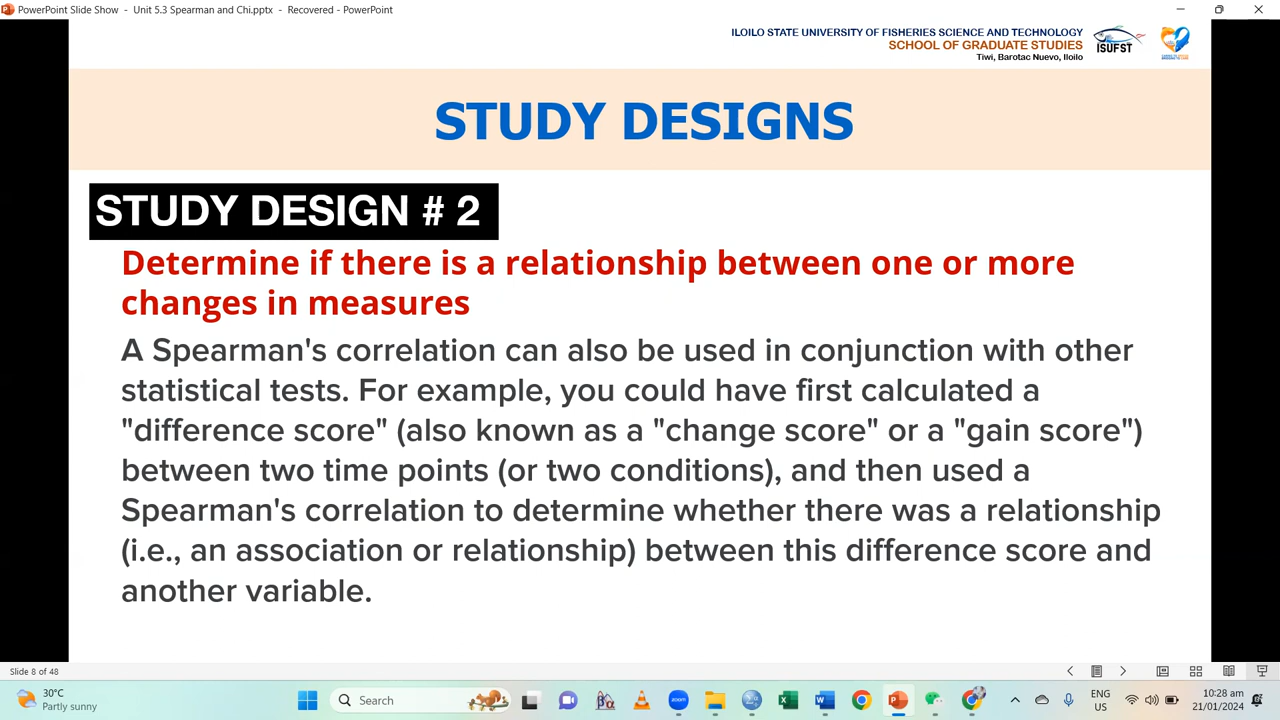 PowerPoint Slide Show - Unit 5.3 Spearman and Chi.pptx - Recovered - PowerPoint
ILOILO STATE UNIVERSITY OF FISHERIES SCIENCE AND TECHNOLOGY
SCHOOL OF GRADUATE STUDIES
Tiwi, Barotac Nuevo, Iloilo
ISUFST
STUDY DESIGNS
STUDY DESIGN # 2
Determine if there is a relationship between one or more
changes in measures
A Spearman's correlation can also be used in conjunction with other
statistical tests. For example, you could have first calculated a
"difference score" (also known as a "change score" or a "gain score")
between two time points (or two conditions), and then used a
Spearman's correlation to determine whether there was a relationship
(i.e., an association or relationship) between this difference score and
another variable.
Slide 8 of 48
30°C
Partly sunny
Search
zoom
ENG
US
10:28 am
21/01/2024